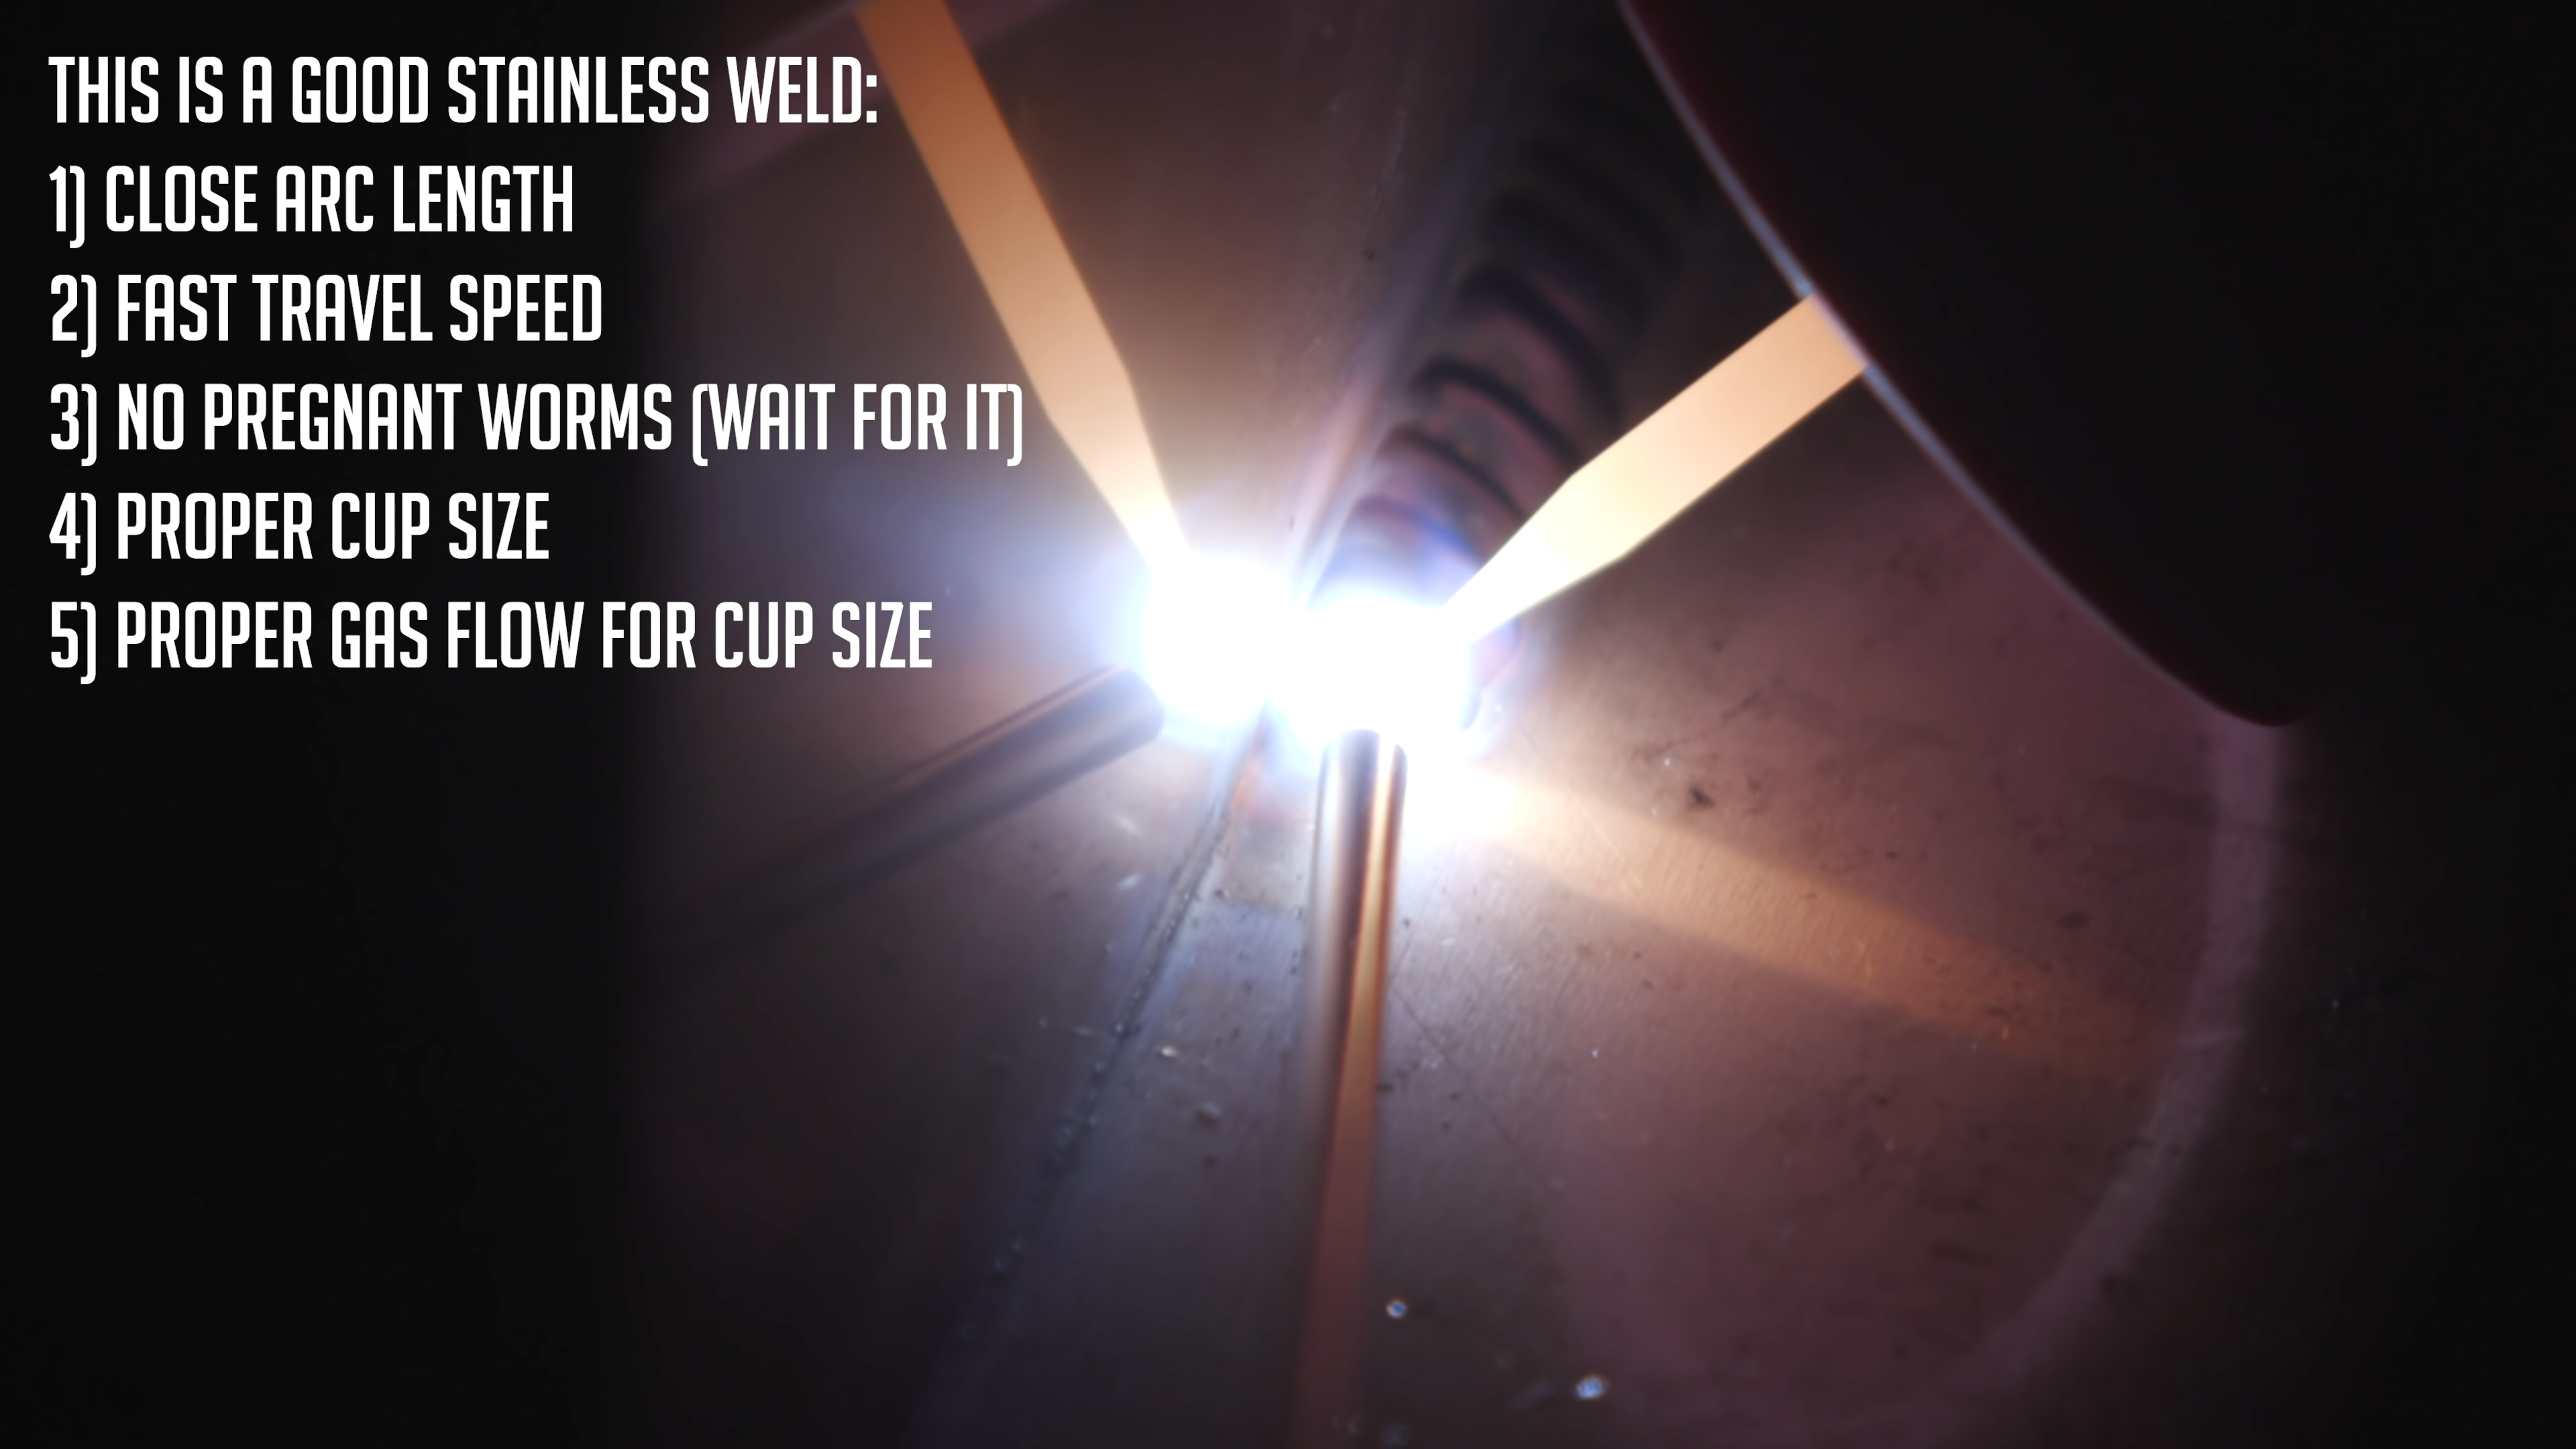 THIS IS A GOOD STAINLESS WELD:
1) CLOSE ARC LENGTH
2) FAST TRAVEL SPEED
3) NO PREGNANT WORMS (WAIT FOR IT)
4) PROPER CUP SIZE
5) PROPER GAS FLOW FOR CUP SIZE